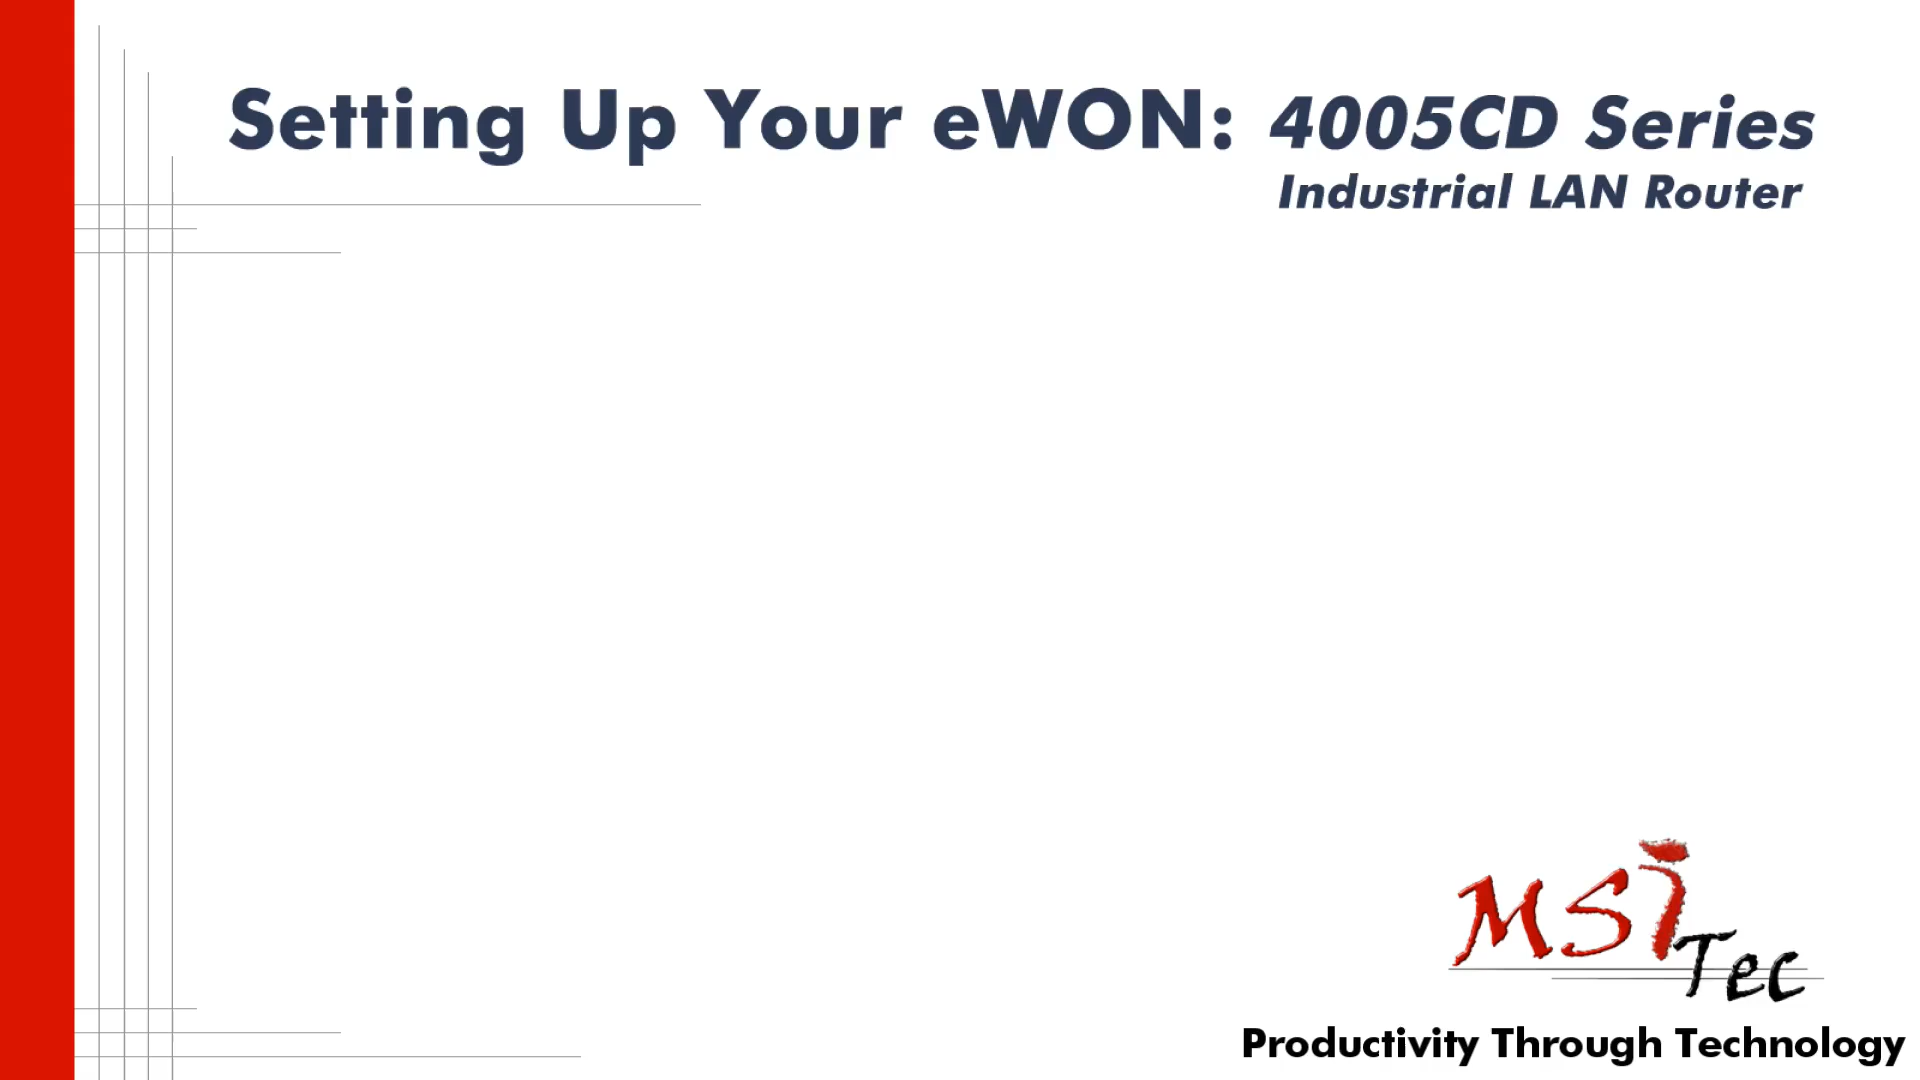 Setting Up Your eWON: 4005CD Series
Industrial LAN Router
MSi
Tec
Productivity Through Technology